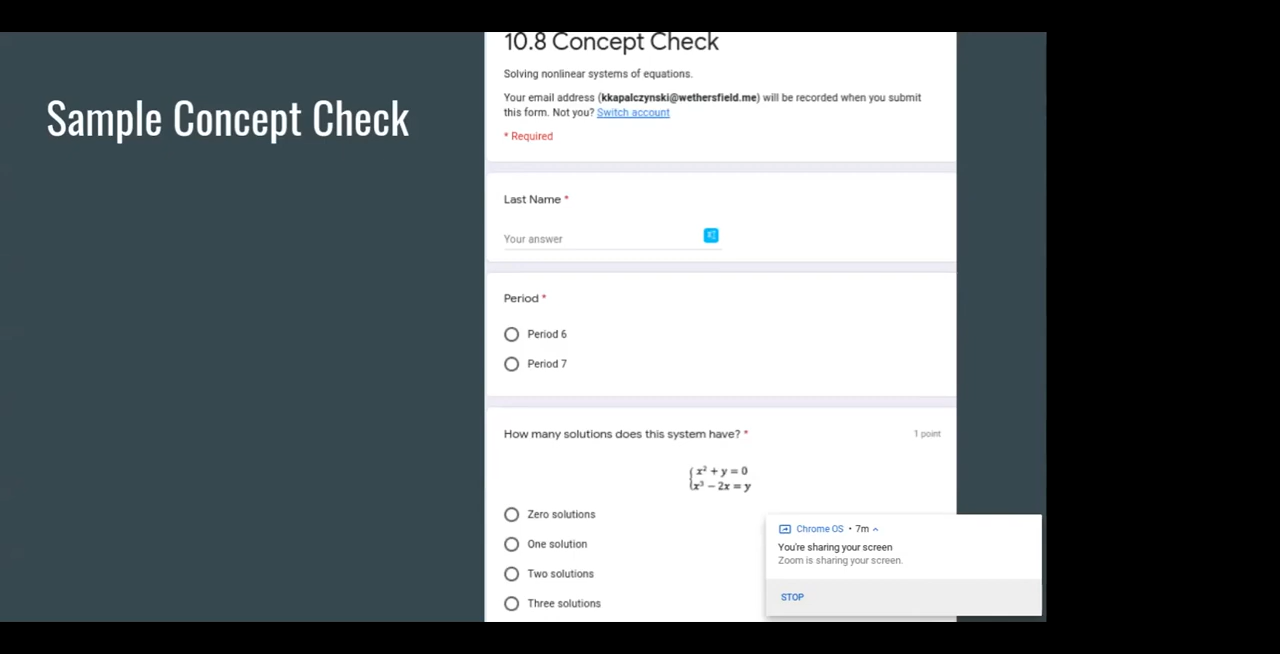 Sample Concept Check
10.8 Concept Check
Solving nonlinear systems of equations.
Your email address (kkapalczynski@wethersfield.me) will be recorded when you submit
this form. Not you? Switch account
* Required
Last Name *
Your answer
Period *
Period 6
Period 7
How many solutions does this system have? *
1 point
x² + y = 0
x³ − 2x = y
Zero solutions
One solution
Two solutions
Three solutions
Chrome OS • 7m
You're sharing your screen
Zoom is sharing your screen.
STOP